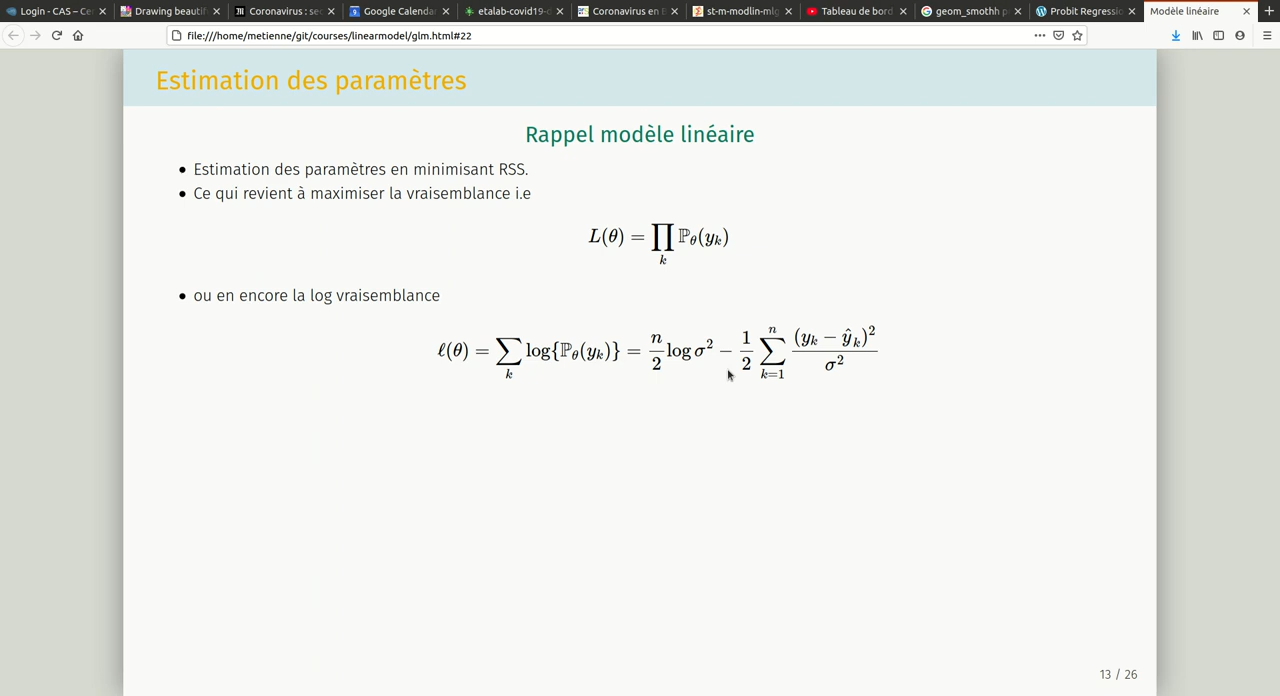 Login - CAS – Ce
Drawing beautif
Coronavirus : se
Google Calenda
etalab-covid19-d
Coronavirus en
st-m-modlin-mlg
Tableau de bord
geom_smothh p
Probit Regressio
Modèle linéaire
file:///home/metienne/git/courses/linearmodel/glm.html#22
Estimation des paramètres
Rappel modèle linéaire
• Estimation des paramètres en minimisant RSS.
• Ce qui revient à maximiser la vraisemblance i.e
L(θ) = ∏_k ℙ_θ(y_k)
• ou en encore la log vraisemblance
ℓ(θ) = ∑_k log{ℙ_θ(y_k)} = n/2 log σ² − 1/2 ∑_{k=1}^n (y_k − ŷ_k)²/σ²
13 / 26